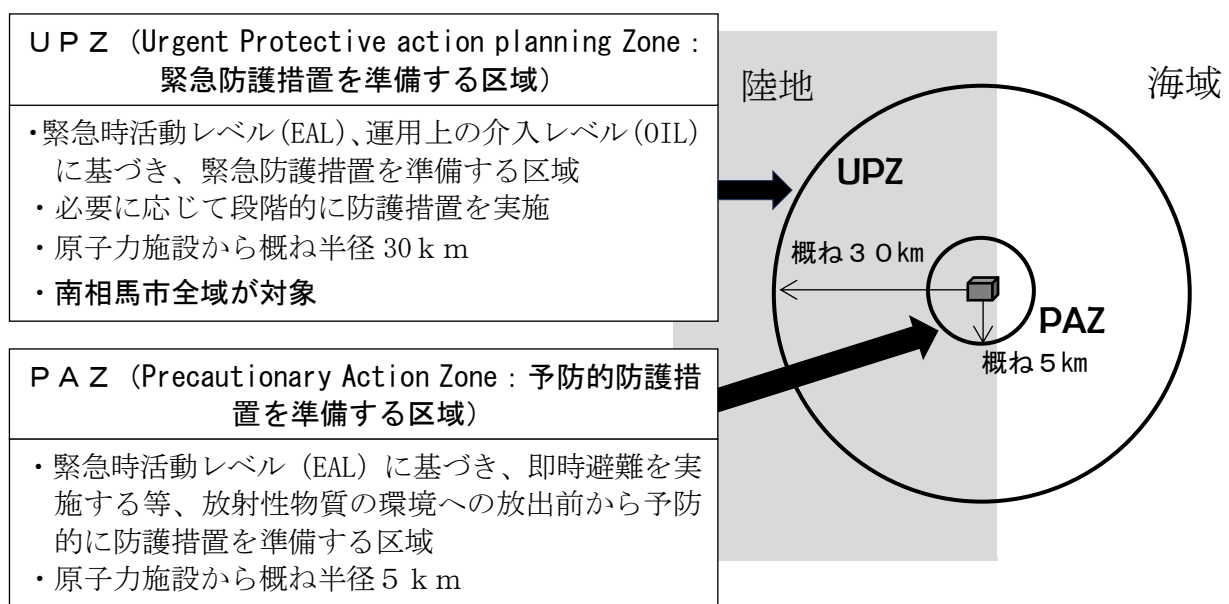 ＵＰＺ（Urgent Protective action planning Zone：
緊急防護措置を準備する区域）
・緊急時活動レベル(EAL)、運用上の介入レベル(OIL)
に基づき、緊急防護措置を準備する区域
・必要に応じて段階的に防護措置を実施
・原子力施設から概ね半径 30ｋｍ
・南相馬市全域が対象
ＰＡＺ（Precautionary Action Zone：予防的防護措
置を準備する区域）
・緊急時活動レベル（EAL）に基づき、即時避難を実
施する等、放射性物質の環境への放出前から予防
的に防護措置を準備する区域
・原子力施設から概ね半径５ｋｍ
陸地
海域
UPZ
概ね３０㎞
PAZ
概ね５㎞